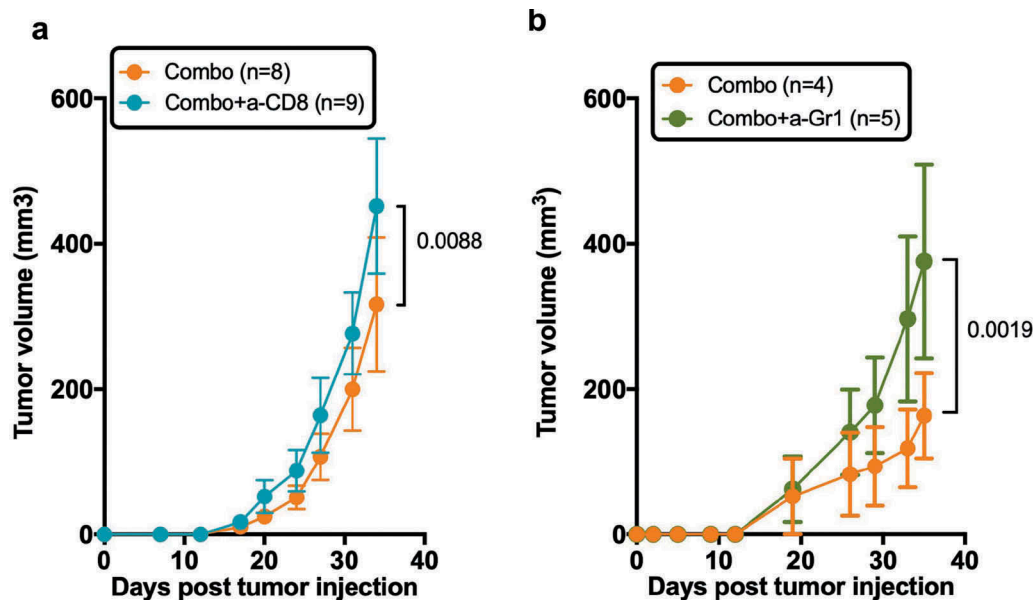 a
Combo (n=8)
Combo+a-CD8 (n=9)
600
400
200
0
Tumor volume (mm3)
0.0088
0 10 20 30 40
Days post tumor injection
b
Combo (n=4)
Combo+a-Gr1 (n=5)
600
400
200
0
Tumor volume (mm³)
0.0019
0 10 20 30 40
Days post tumor injection